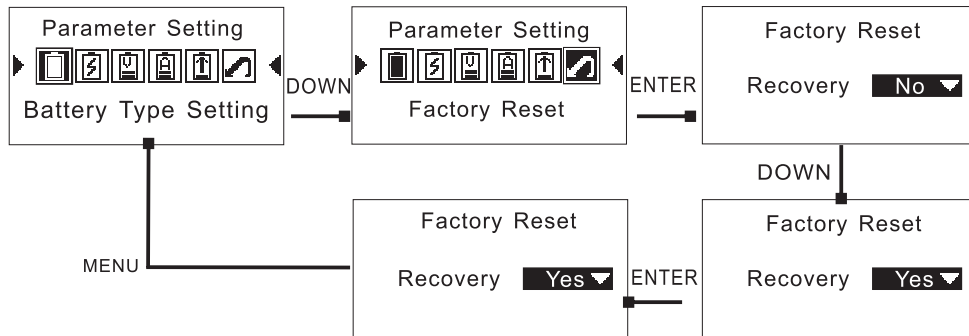 Parameter Setting
Battery Type Setting
DOWN
Parameter Setting
Factory Reset
ENTER
Factory Reset
Recovery No
DOWN
Factory Reset
Recovery Yes
ENTER
Factory Reset
Recovery Yes
MENU